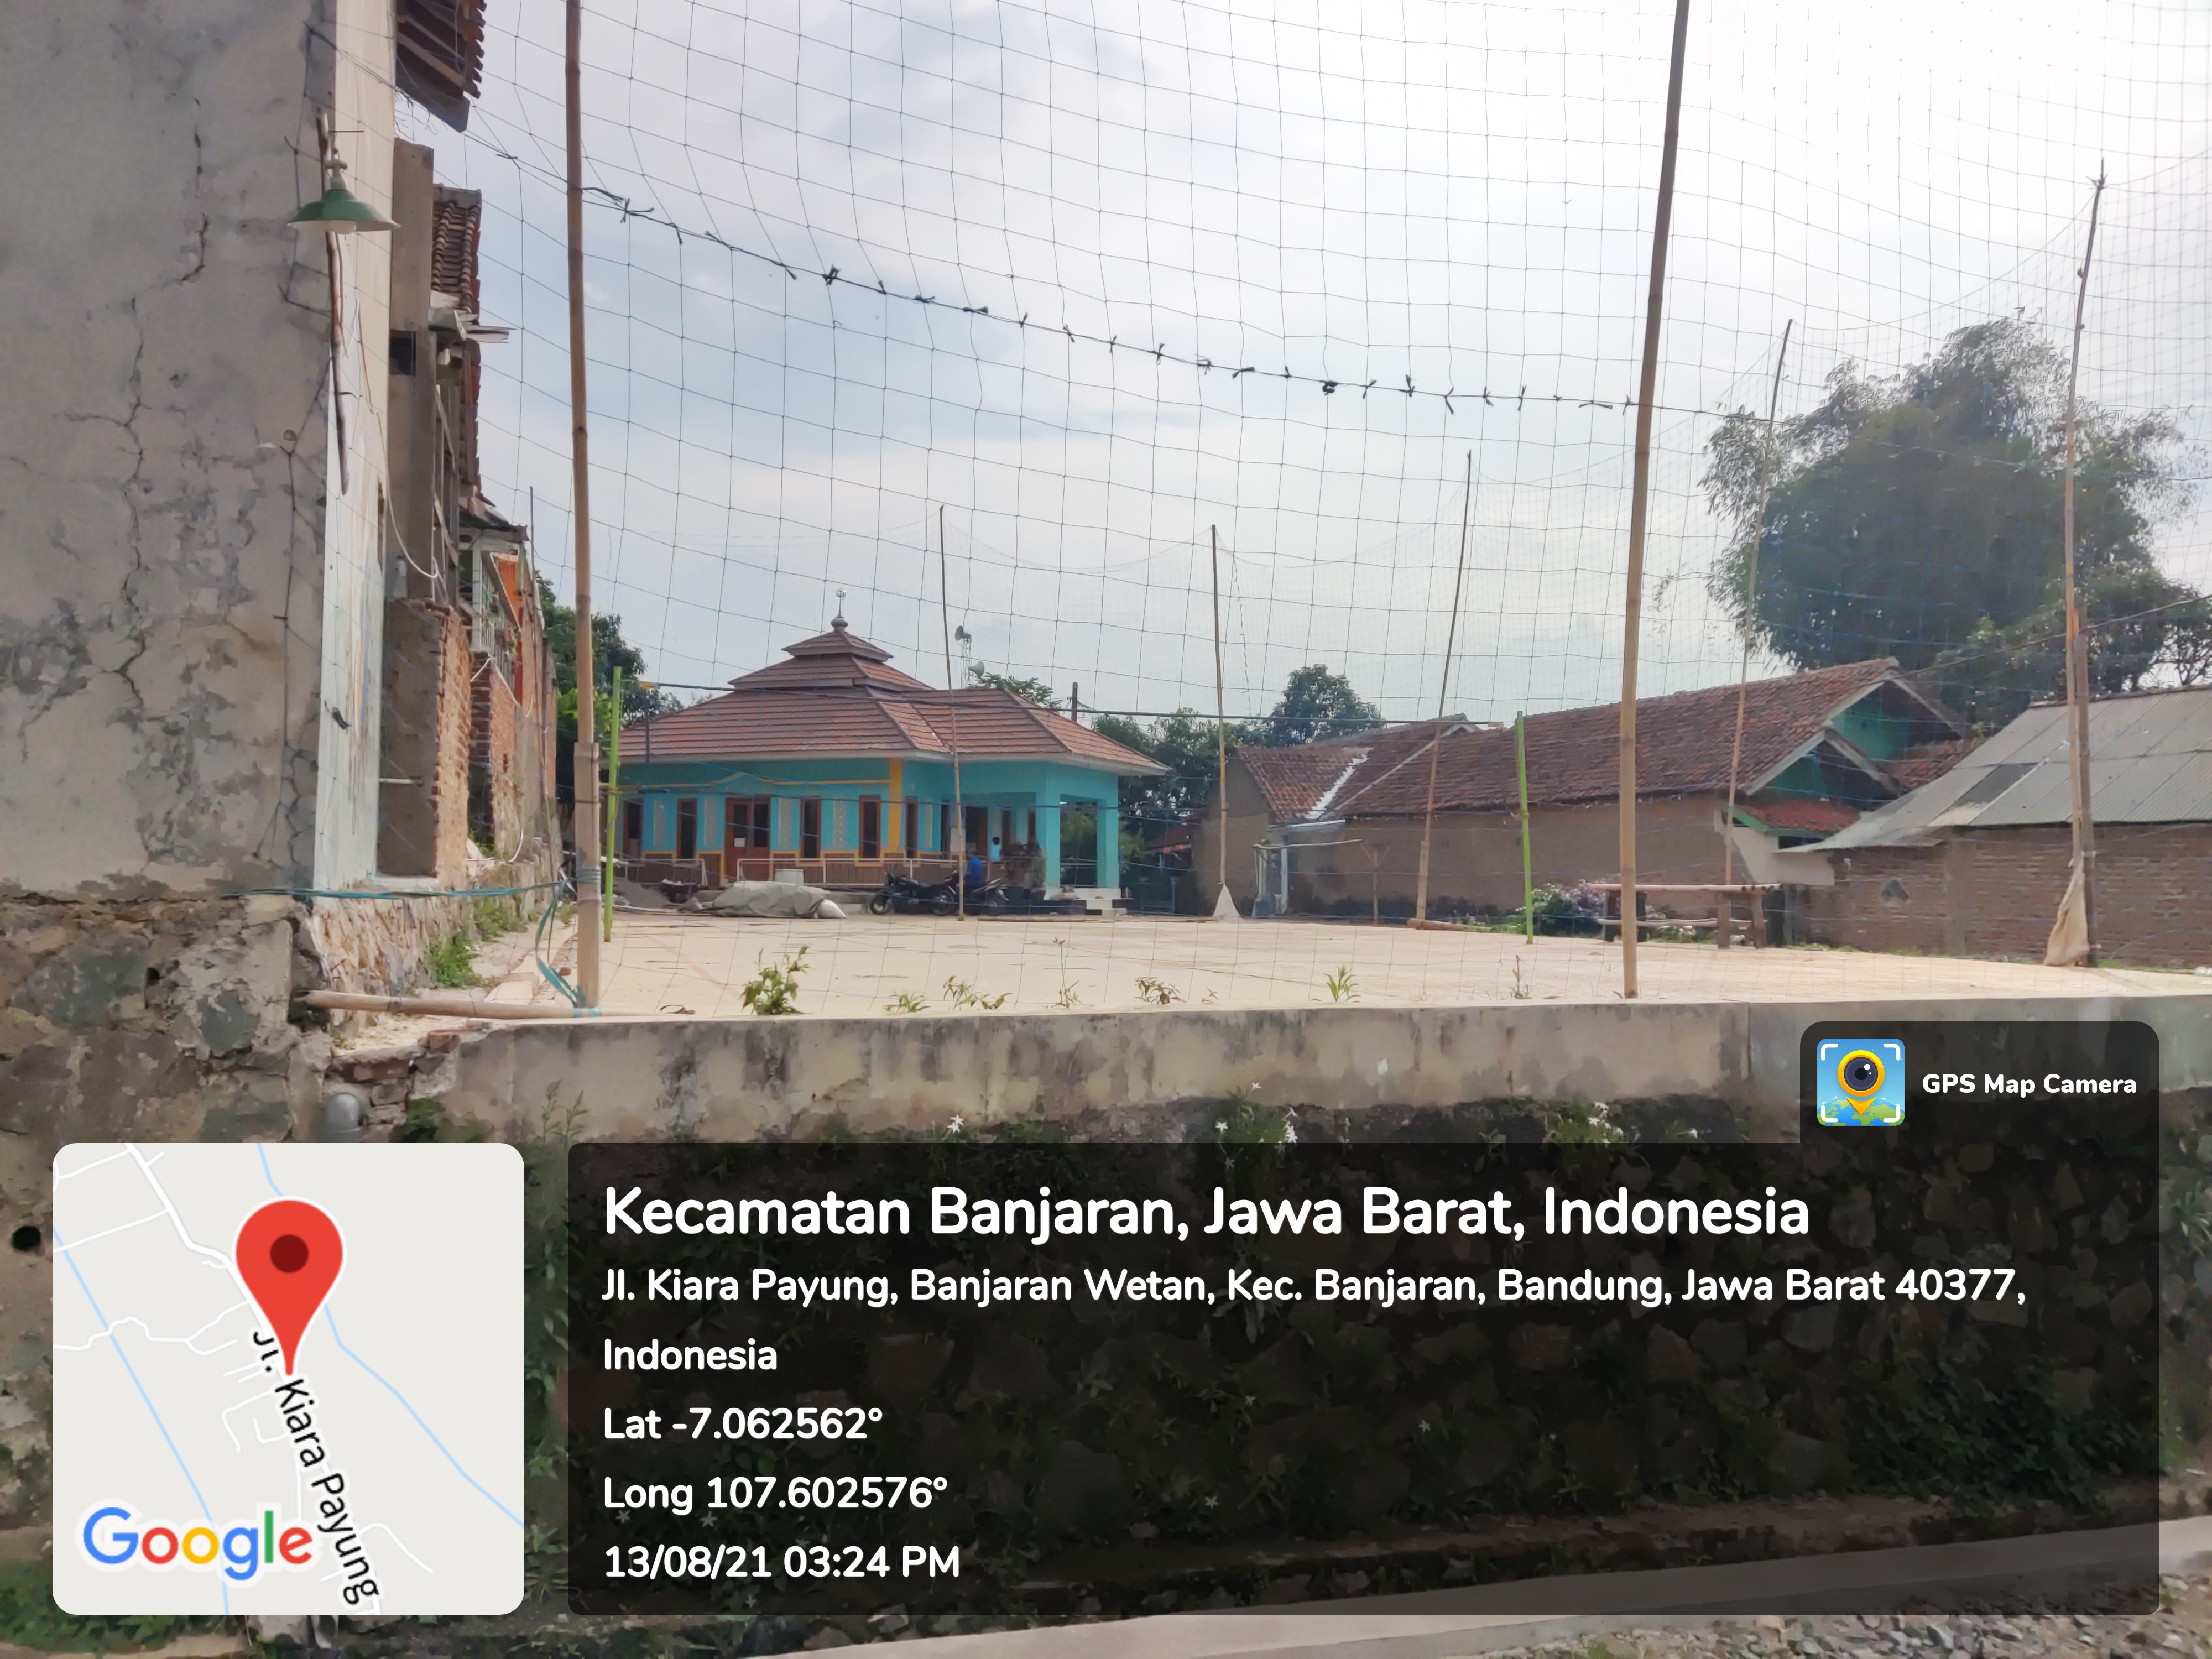 GPS Map Camera
Kecamatan Banjaran, Jawa Barat, Indonesia
Jl. Kiara Payung, Banjaran Wetan, Kec. Banjaran, Bandung, Jawa Barat 40377,
Indonesia
Lat -7.062562°
Long 107.602576°
13/08/21 03:24 PM
Jl. Kiara Payung
Google